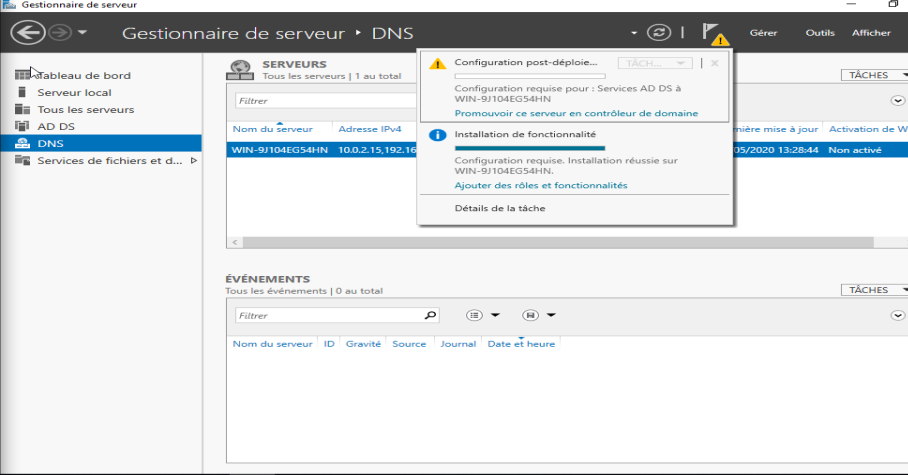 Gestionnaire de serveur
Gestionnaire de serveur ‣ DNS
Gérer Outils Afficher
Tableau de bord
Serveur local
Tous les serveurs
AD DS
DNS
Services de fichiers et d...
SERVEURS
Tous les serveurs | 1 au total
TÂCHES
Filtrer
Nom du serveur Adresse IPv4 mise à jour Activation de W
WIN-9J104EG54HN 10.0.2.15,192.16 05/2020 13:28:44 Non activé
Configuration post-déploie...
TÂCH...
Configuration requise pour : Services AD DS à
WIN-9J104EG54HN
Promouvoir ce serveur en contrôleur de domaine
Installation de fonctionnalité
Configuration requise. Installation réussie sur
WIN-9J104EG54HN.
Ajouter des rôles et fonctionnalités
Détails de la tâche
ÉVÉNEMENTS
Tous les événements | 0 au total
TÂCHES
Filtrer
Nom du serveur ID Gravité Source Journal Date et heure